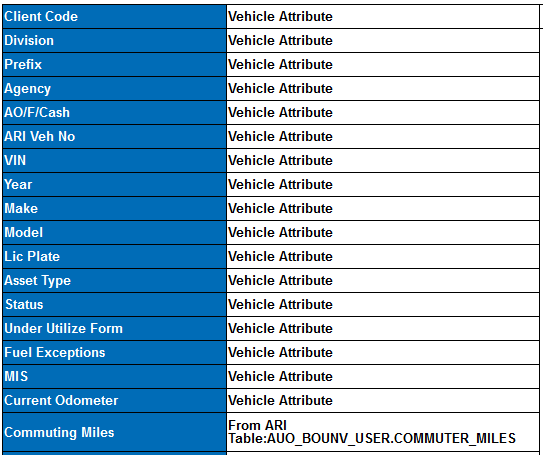 Client Code Vehicle Attribute
Division Vehicle Attribute
Prefix Vehicle Attribute
Agency Vehicle Attribute
AO/F/Cash Vehicle Attribute
ARI Veh No Vehicle Attribute
VIN Vehicle Attribute
Year Vehicle Attribute
Make Vehicle Attribute
Model Vehicle Attribute
Lic Plate Vehicle Attribute
Asset Type Vehicle Attribute
Status Vehicle Attribute
Under Utilize Form Vehicle Attribute
Fuel Exceptions Vehicle Attribute
MIS Vehicle Attribute
Current Odometer Vehicle Attribute
Commuting Miles From ARI
Table:AUO_BOUNV_USER.COMMUTER_MILES